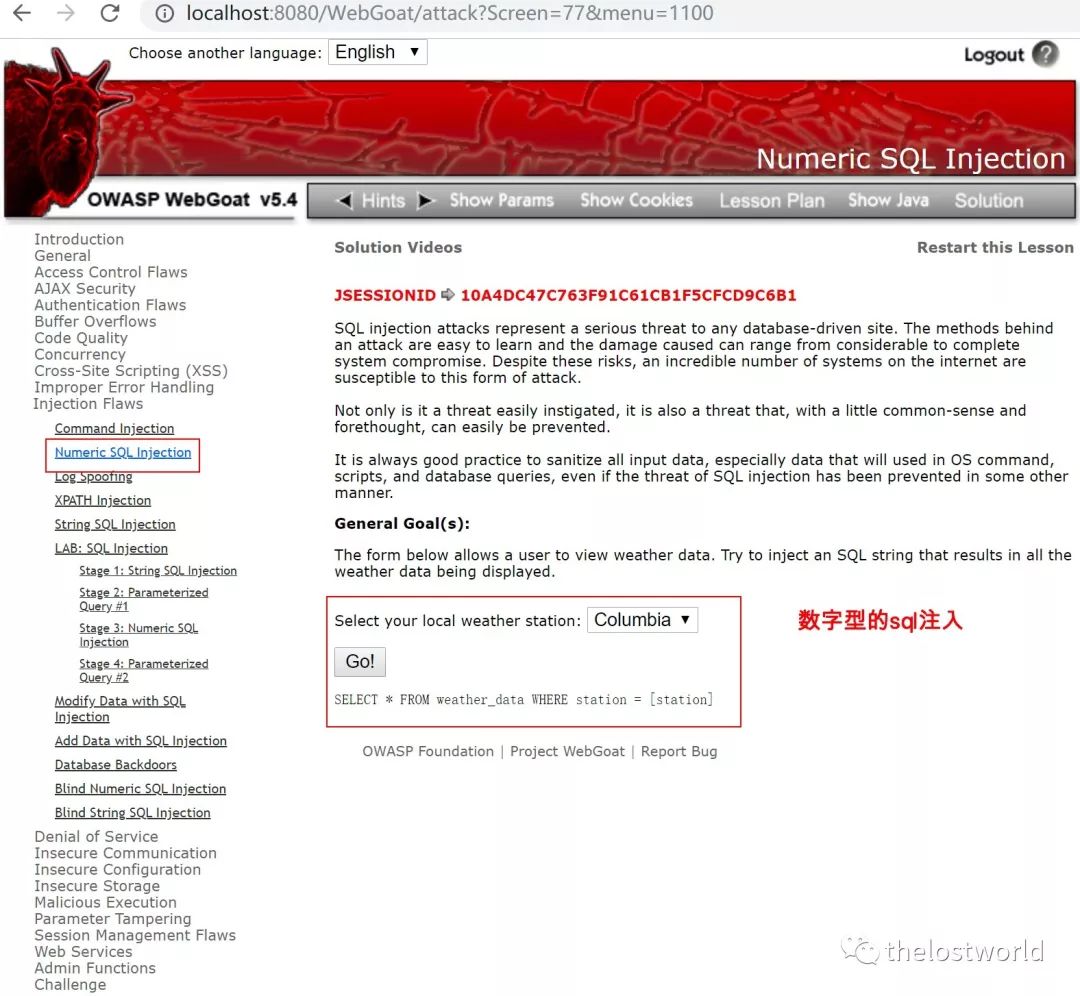 localhost:8080/WebGoat/attack?Screen=77&menu=1100
Choose another language: English
Logout ?
Numeric SQL Injection
OWASP WebGoat v5.4
Hints Show Params Show Cookies Lesson Plan Show Java Solution
Introduction
General
Access Control Flaws
AJAX Security
Authentication Flaws
Buffer Overflows
Code Quality
Concurrency
Cross-Site Scripting (XSS)
Improper Error Handling
Injection Flaws
Command Injection
Numeric SQL Injection
Log Spoofing
XPATH Injection
String SQL Injection
LAB: SQL Injection
Stage 1: String SQL Injection
Stage 2: Parameterized
Query #1
Stage 3: Numeric SQL
Injection
Stage 4: Parameterized
Query #2
Modify Data with SQL
Injection
Add Data with SQL Injection
Database Backdoors
Blind Numeric SQL Injection
Blind String SQL Injection
Denial of Service
Insecure Communication
Insecure Configuration
Insecure Storage
Malicious Execution
Parameter Tampering
Session Management Flaws
Web Services
Admin Functions
Challenge
Solution Videos
Restart this Lesson
JSESSIONID 10A4DC47C763F91C61CB1F5CFCD9C6B1
SQL injection attacks represent a serious threat to any database-driven site. The methods behind
an attack are easy to learn and the damage caused can range from considerable to complete
system compromise. Despite these risks, an incredible number of systems on the internet are
susceptible to this form of attack.
Not only is it a threat easily instigated, it is also a threat that, with a little common-sense and
forethought, can easily be prevented.
It is always good practice to sanitize all input data, especially data that will used in OS command,
scripts, and database queries, even if the threat of SQL injection has been prevented in some other
manner.
General Goal(s):
The form below allows a user to view weather data. Try to inject an SQL string that results in all the
weather data being displayed.
Select your local weather station: Columbia
Go!
SELECT * FROM weather_data WHERE station = [station]
数字型的sql注入
OWASP Foundation | Project WebGoat | Report Bug
thelostworld